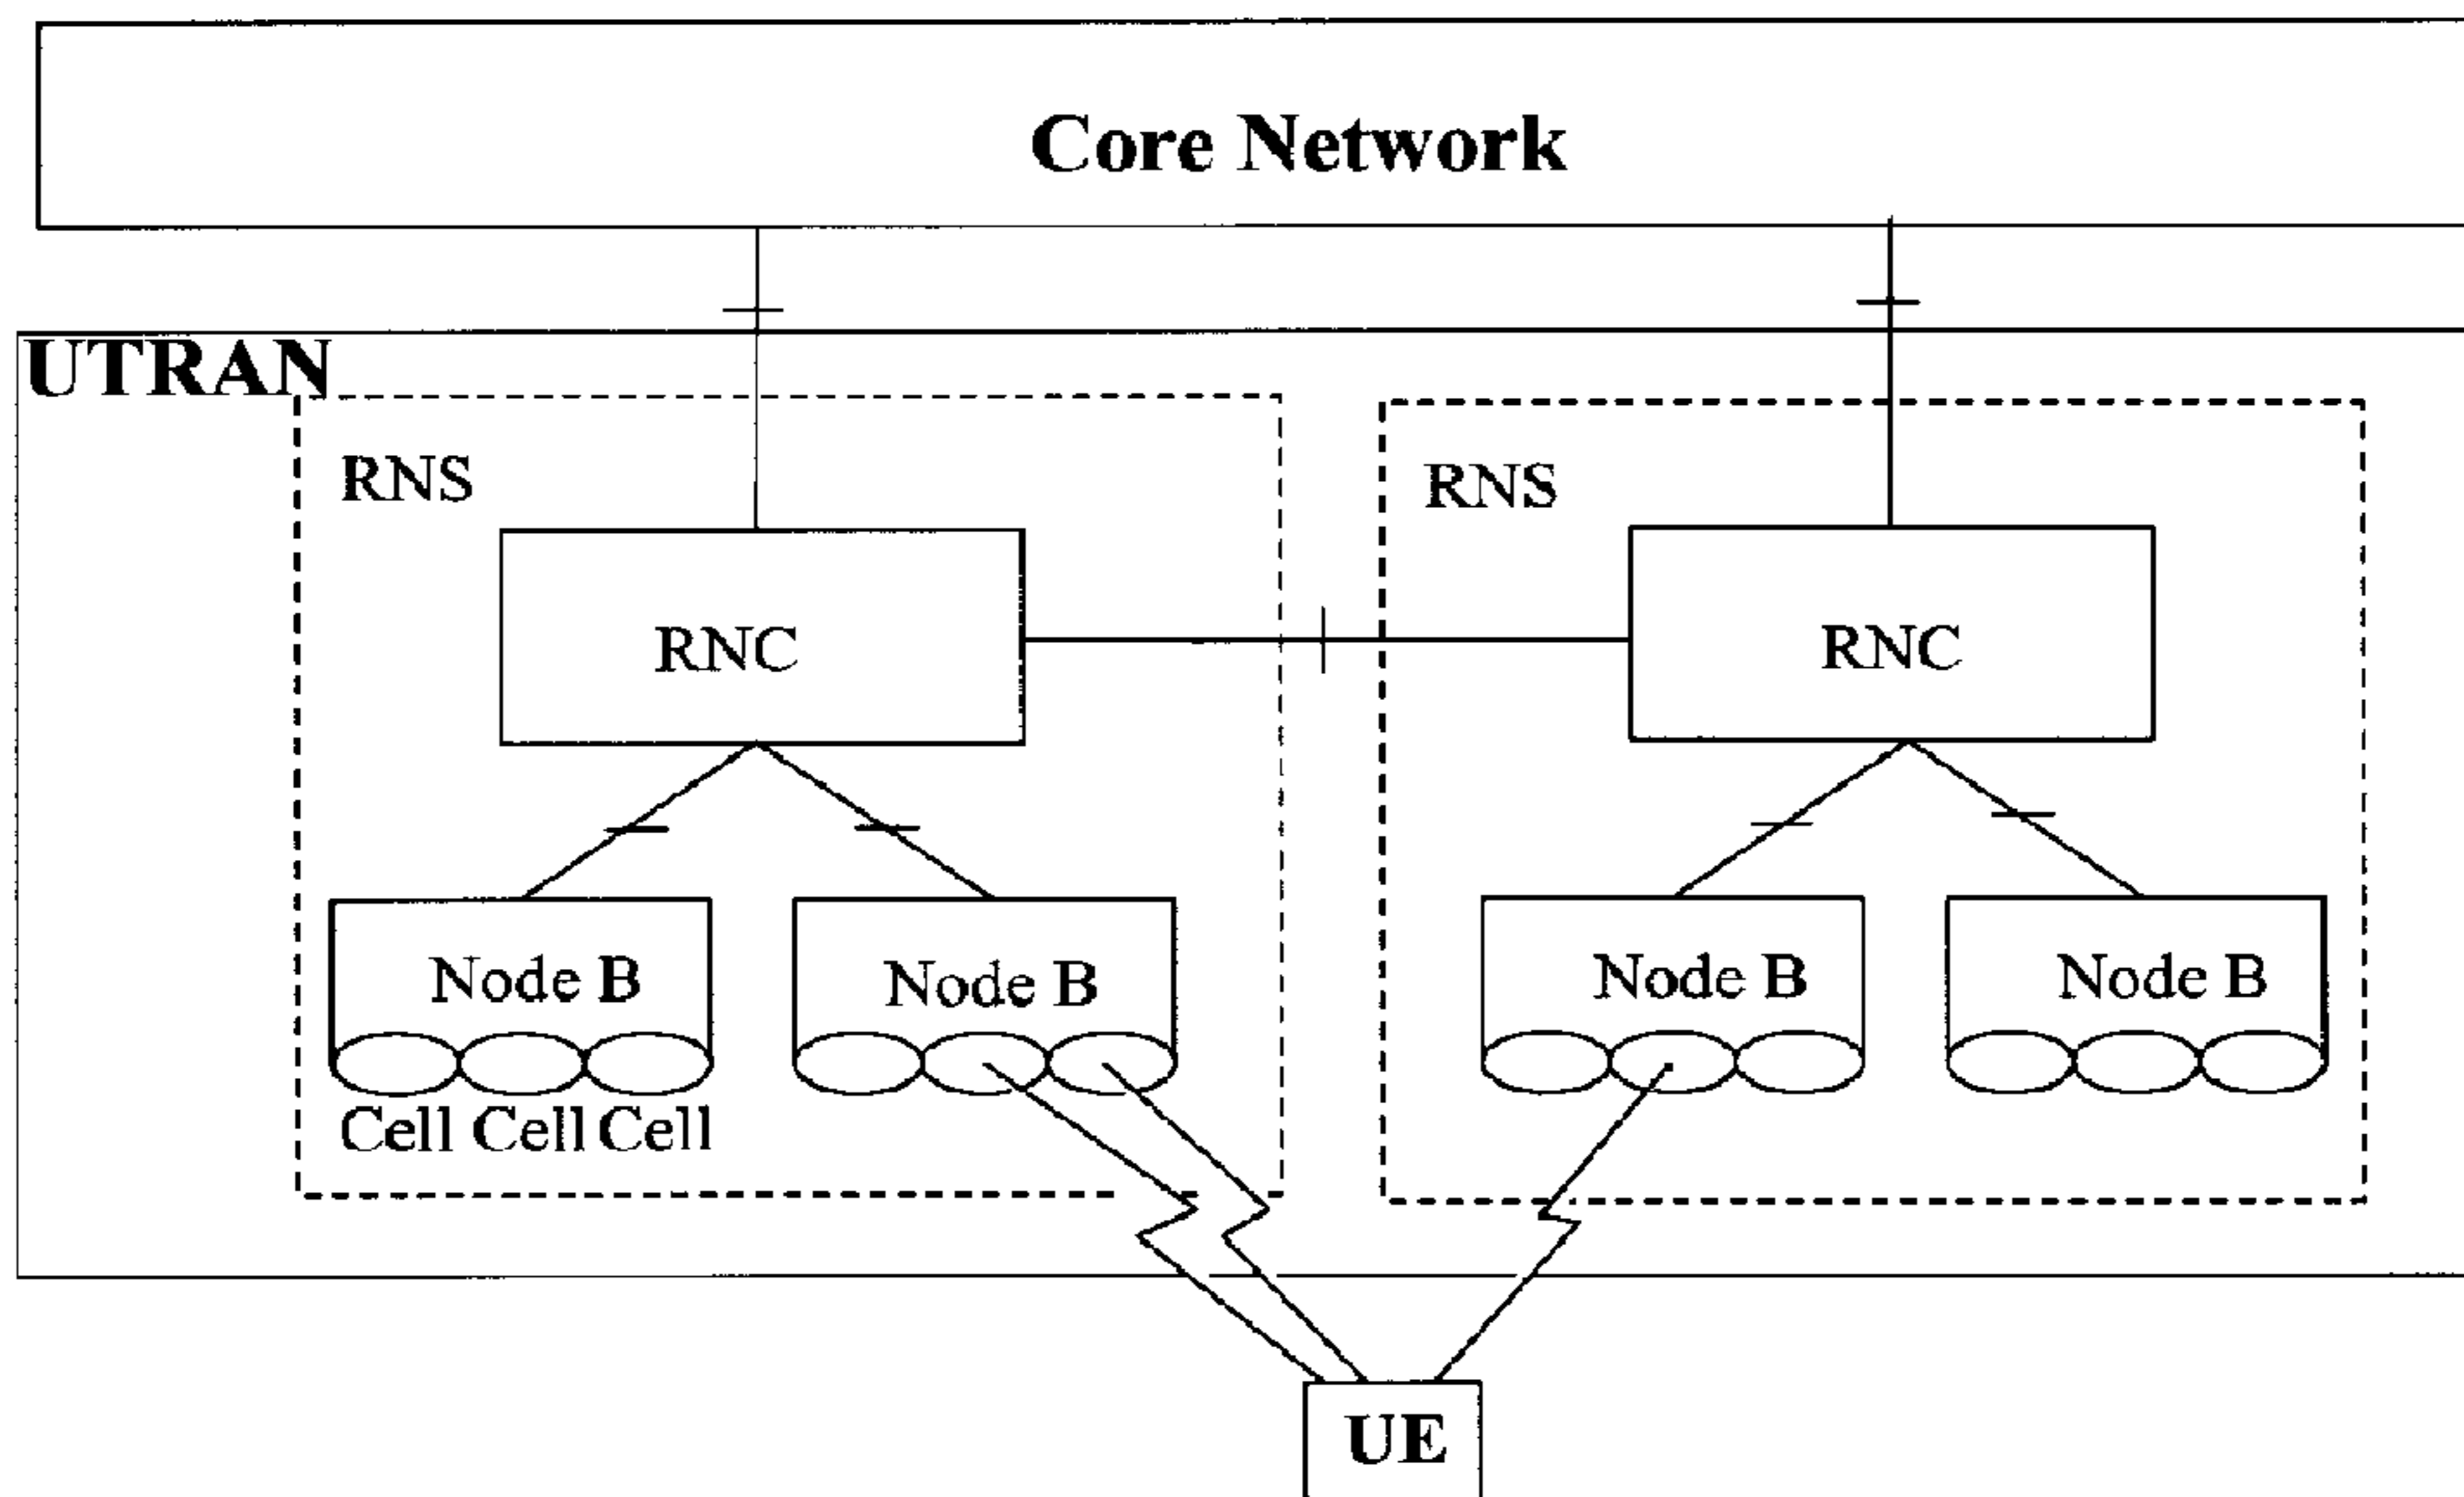 Core Network
UTRAN
RNS
RNS
RNC
RNC
Node B
Node B
Node B
Node B
Cell Cell Cell
UE